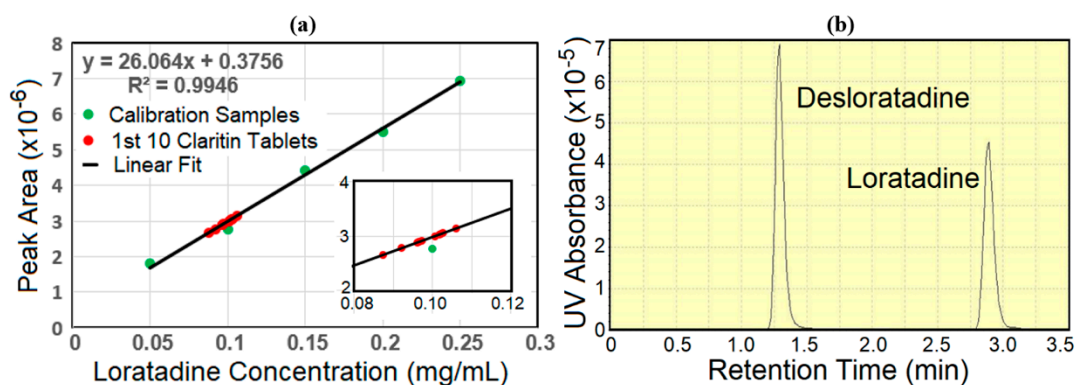 (a)
y = 26.064x + 0.3756
R² = 0.9946
Calibration Samples
1st 10 Claritin Tablets
Linear Fit
Peak Area (x10⁻⁶)
8
7
6
5
4
3
2
1
0
4
3
2
0.08 0.10 0.12
0 0.05 0.1 0.15 0.2 0.25 0.3
Loratadine Concentration (mg/mL)
(b)
UV Absorbance (x10⁻⁵)
7
6
5
4
3
2
1
0
Desloratadine
Loratadine
0.0 0.5 1.0 1.5 2.0 2.5 3.0 3.5
Retention Time (min)